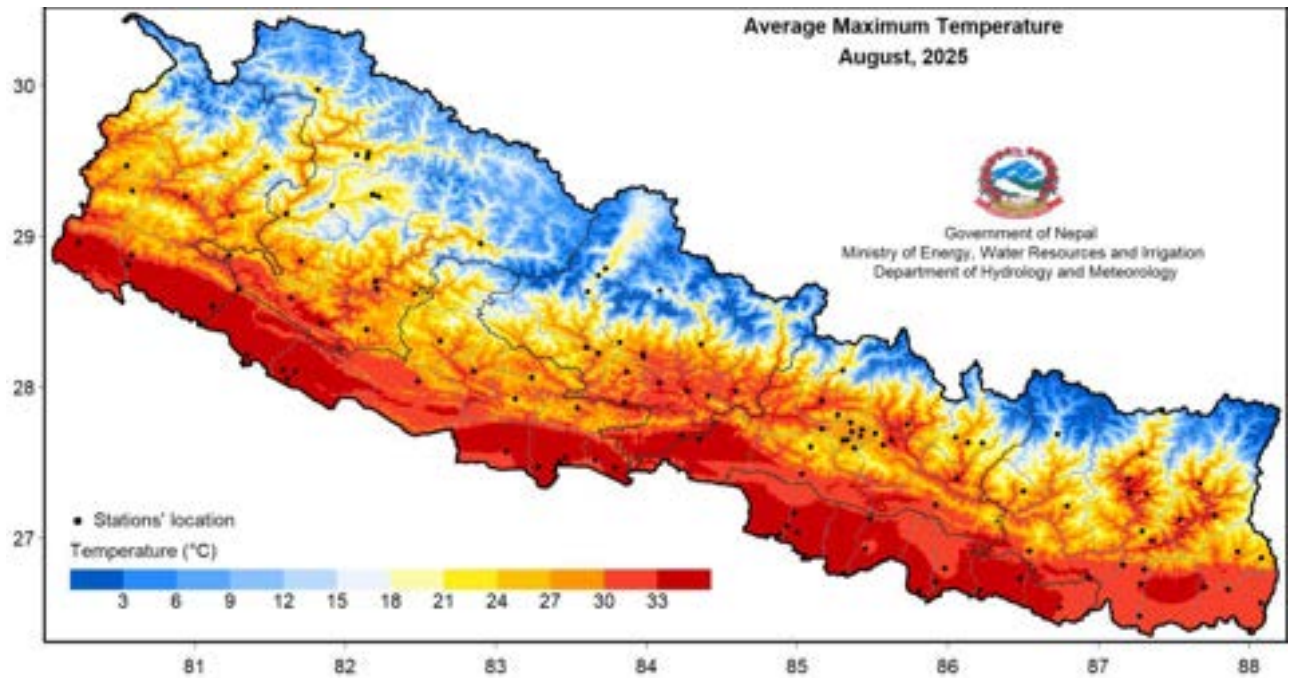 Average Maximum Temperature
August, 2025
Government of Nepal
Ministry of Energy, Water Resources and Irrigation
Department of Hydrology and Meteorology
30
29
28
27
Stations' location
Temperature (°C)
3 6 9 12 15 18 21 24 27 30 33
81 82 83 84 85 86 87 88